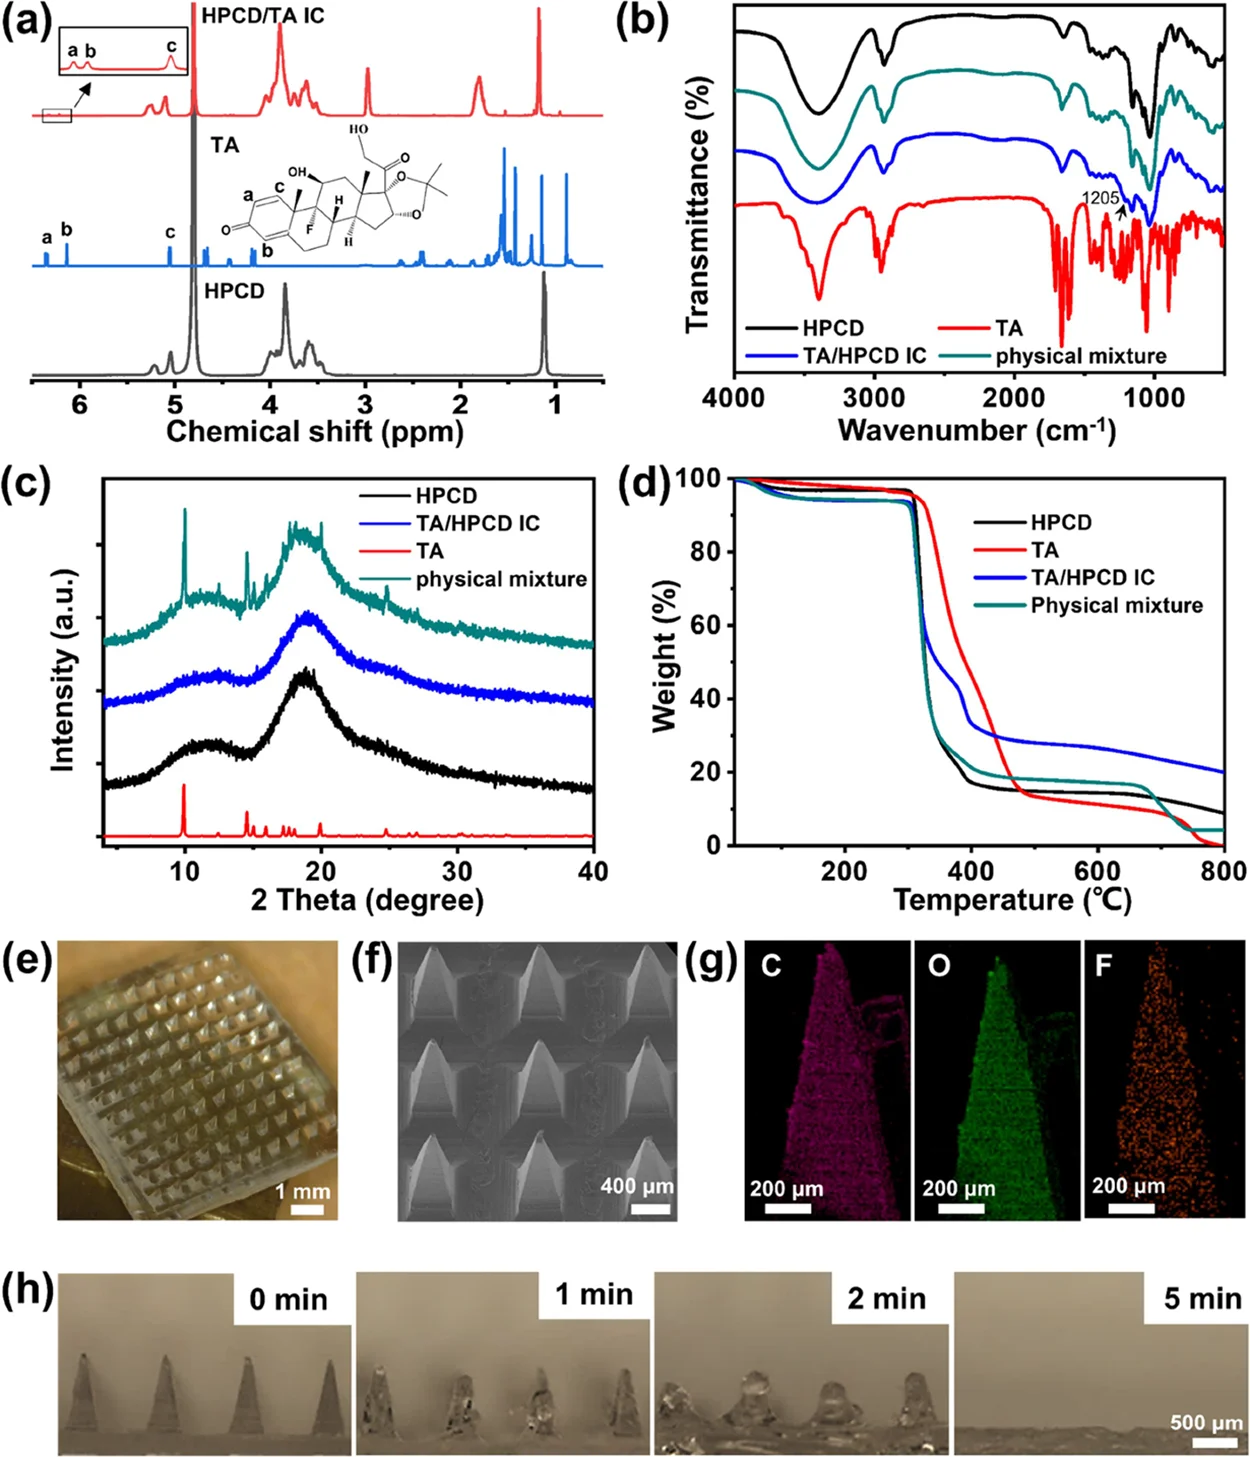 (a)
HPCD/TA IC
a b c
TA
HO
OH
O
O
O
O
F
H
H
H
a
c
b
a b c
HPCD
6 5 4 3 2 1
Chemical shift (ppm)
(b)
Transmittance (%)
1205
HPCD
TA
TA/HPCD IC
physical mixture
4000 3000 2000 1000
Wavenumber (cm-1)
(c)
Intensity (a.u.)
HPCD
TA/HPCD IC
TA
physical mixture
10 20 30 40
2 Theta (degree)
(d)
Weight (%)
100
80
60
40
20
0
HPCD
TA
TA/HPCD IC
Physical mixture
200 400 600 800
Temperature (℃)
(e)
1 mm
(f)
400 μm
(g)
C
200 μm
O
200 μm
F
200 μm
(h)
0 min
1 min
2 min
5 min
500 μm